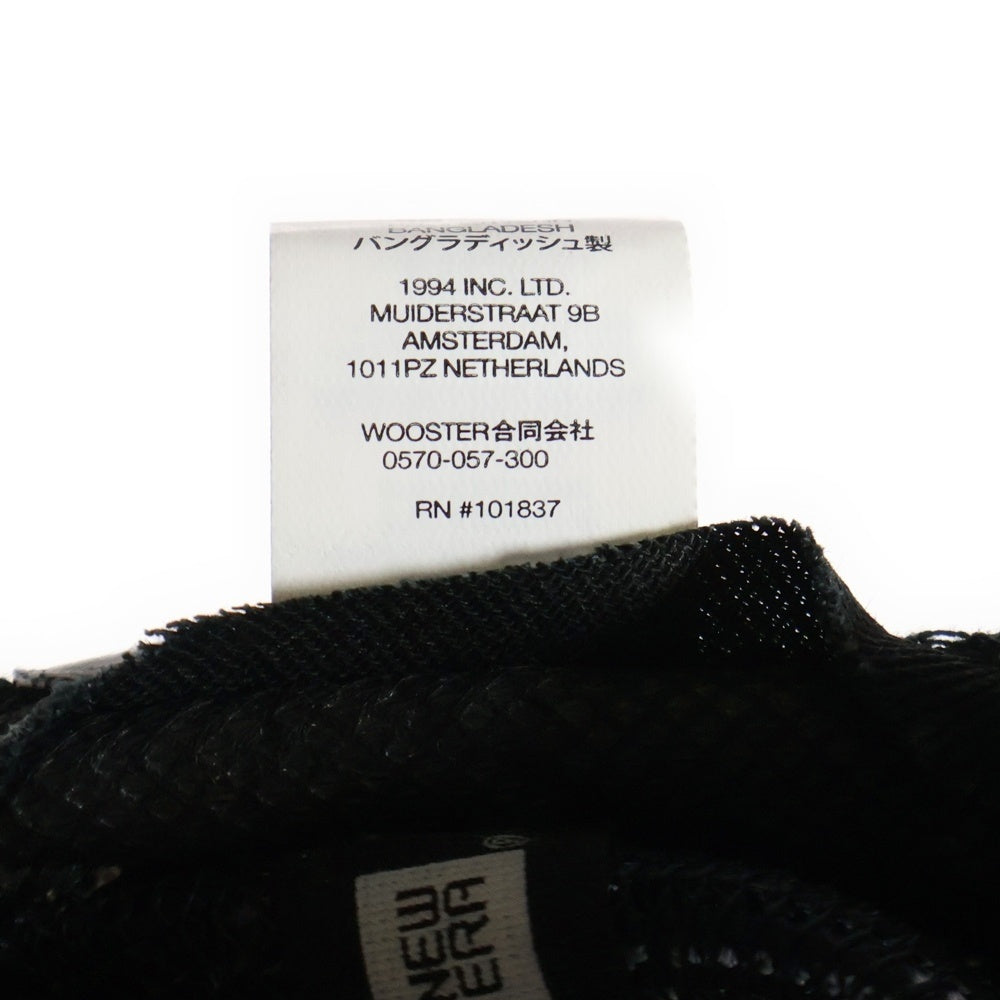 BANGLADESH
バングラディッシュ製
1994 INC. LTD.
MUIDERSTRAAT 9B
AMSTERDAM,
1011PZ NETHERLANDS
WOOSTER合同会社
0570-057-300
RN #101837
NEW
ERA
®